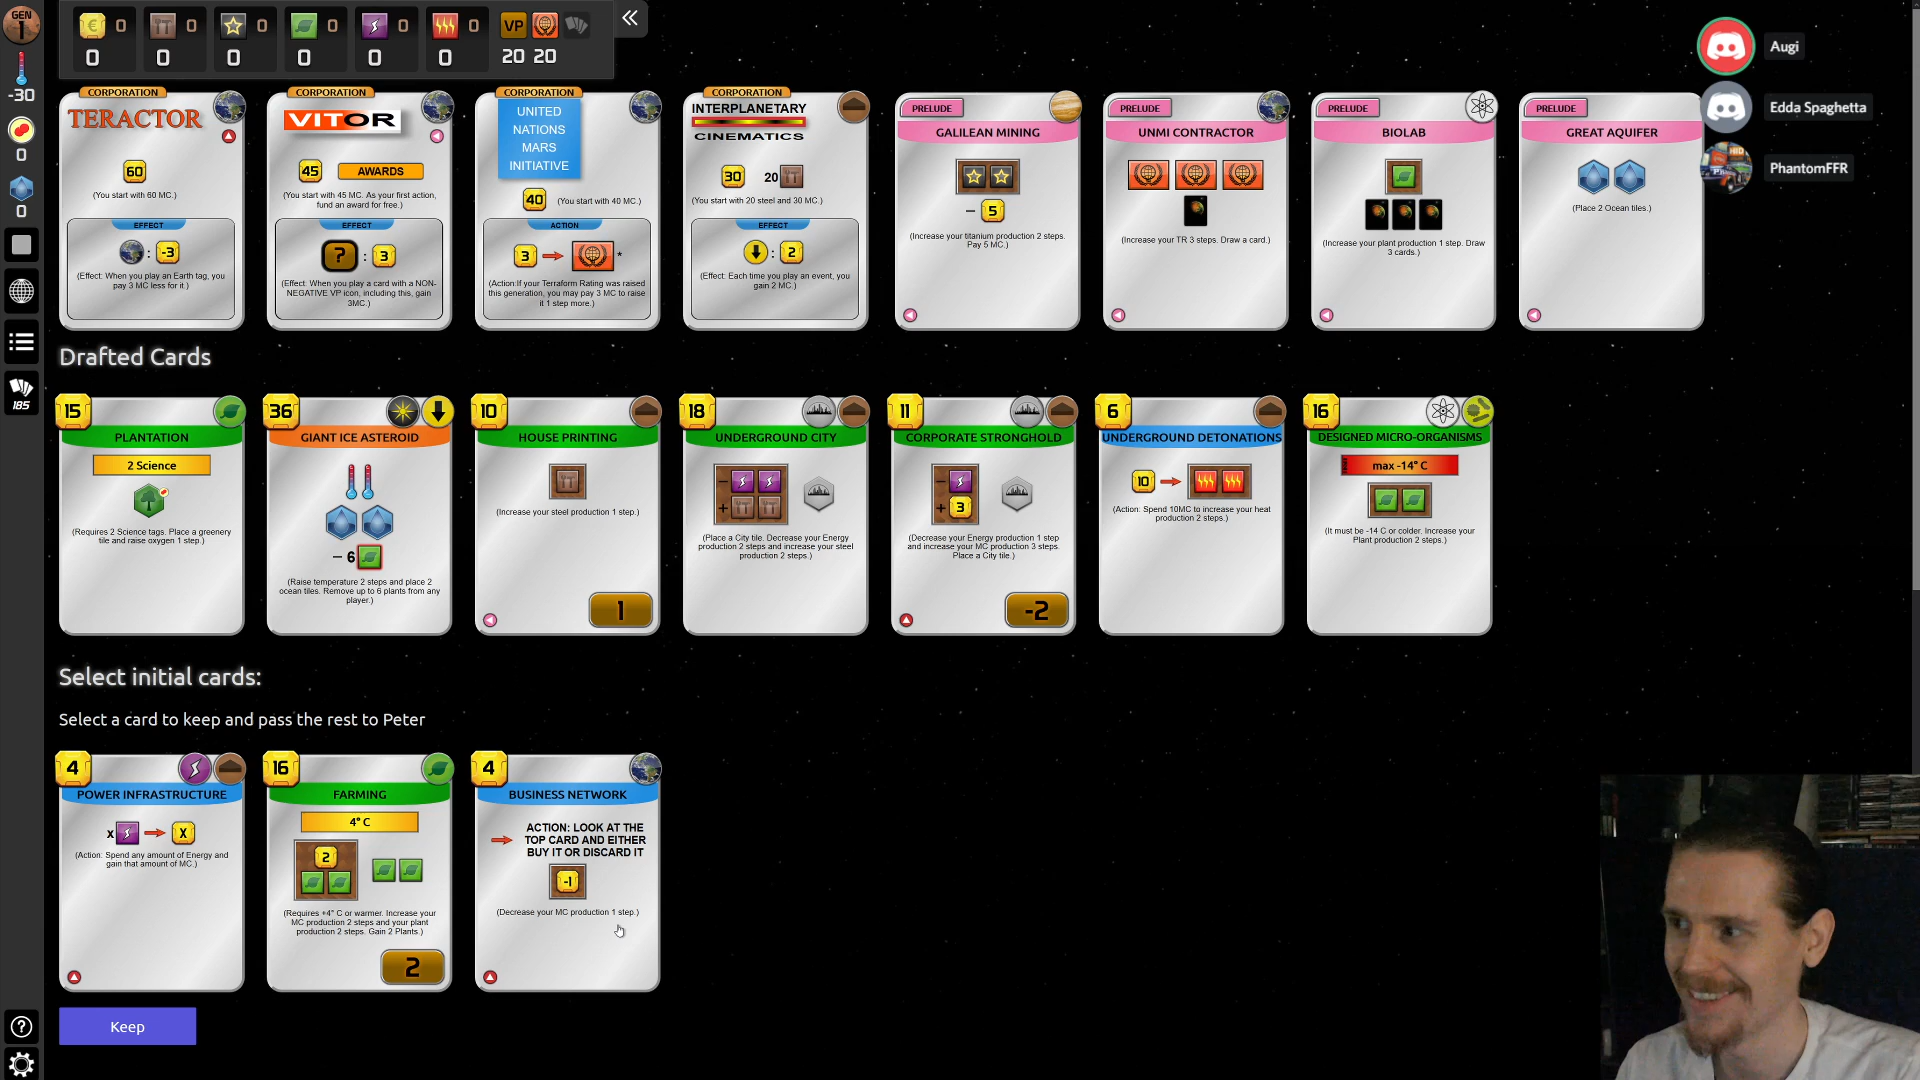 GEN
1
-30
0
0
185
0
0
0
0
0
0
VP
0
0
0
0
0
0
20
20
Augi
Edda Spaghetta
PhantomFFR
CORPORATION
TERACTOR
60
(You start with 60 MC.)
EFFECT
: -3
(Effect: When you play an Earth tag, you
pay 3 MC less for it.)
CORPORATION
VITOR
45
AWARDS
(You start with 45 MC. As your first action,
fund an award for free.)
EFFECT
? : 3
(Effect: When you play a card with a NON-
NEGATIVE VP icon, including this, gain
3MC.)
CORPORATION
UNITED
NATIONS
MARS
INITIATIVE
40
(You start with 40 MC.)
ACTION
3
*
(Action:If your Terraform Rating was raised
this generation, you may pay 3 MC to raise
it 1 step more.)
CORPORATION
INTERPLANETARY
CINEMATICS
30
20
(You start with 20 steel and 30 MC.)
EFFECT
: 2
(Effect: Each time you play an event, you
gain 2 MC.)
PRELUDE
GALILEAN MINING
− 5
(Increase your titanium production 2 steps.
Pay 5 MC.)
PRELUDE
UNMI CONTRACTOR
(Increase your TR 3 steps. Draw a card.)
PRELUDE
BIOLAB
(Increase your plant production 1 step. Draw
3 cards.)
PRELUDE
GREAT AQUIFER
(Place 2 Ocean tiles.)
Drafted Cards
15
PLANTATION
2 Science
(Requires 2 Science tags. Place a greenery
tile and raise oxygen 1 step.)
36
GIANT ICE ASTEROID
− 6
(Raise temperature 2 steps and place 2
ocean tiles. Remove up to 6 plants from any
player.)
10
HOUSE PRINTING
(Increase your steel production 1 step.)
1
18
UNDERGROUND CITY
−
+
(Place a City tile. Decrease your Energy
production 2 steps and increase your steel
production 2 steps.)
11
CORPORATE STRONGHOLD
−
+ 3
(Decrease your Energy production 1 step
and increase your MC production 3 steps.
Place a City tile.)
-2
6
UNDERGROUND DETONATIONS
10
(Action: Spend 10MC to increase your heat
production 2 steps.)
16
DESIGNED MICRO-ORGANISMS
max -14° C
(It must be -14 C or colder. Increase your
Plant production 2 steps.)
Select initial cards:
Select a card to keep and pass the rest to Peter
4
POWER INFRASTRUCTURE
x
X
(Action: Spend any amount of Energy and
gain that amount of MC.)
16
FARMING
4° C
2
(Requires +4° C or warmer. Increase your
MC production 2 steps and your plant
production 2 steps. Gain 2 Plants.)
2
4
BUSINESS NETWORK
ACTION: LOOK AT THE
TOP CARD AND EITHER
BUY IT OR DISCARD IT
-1
(Decrease your MC production 1 step.)
Keep